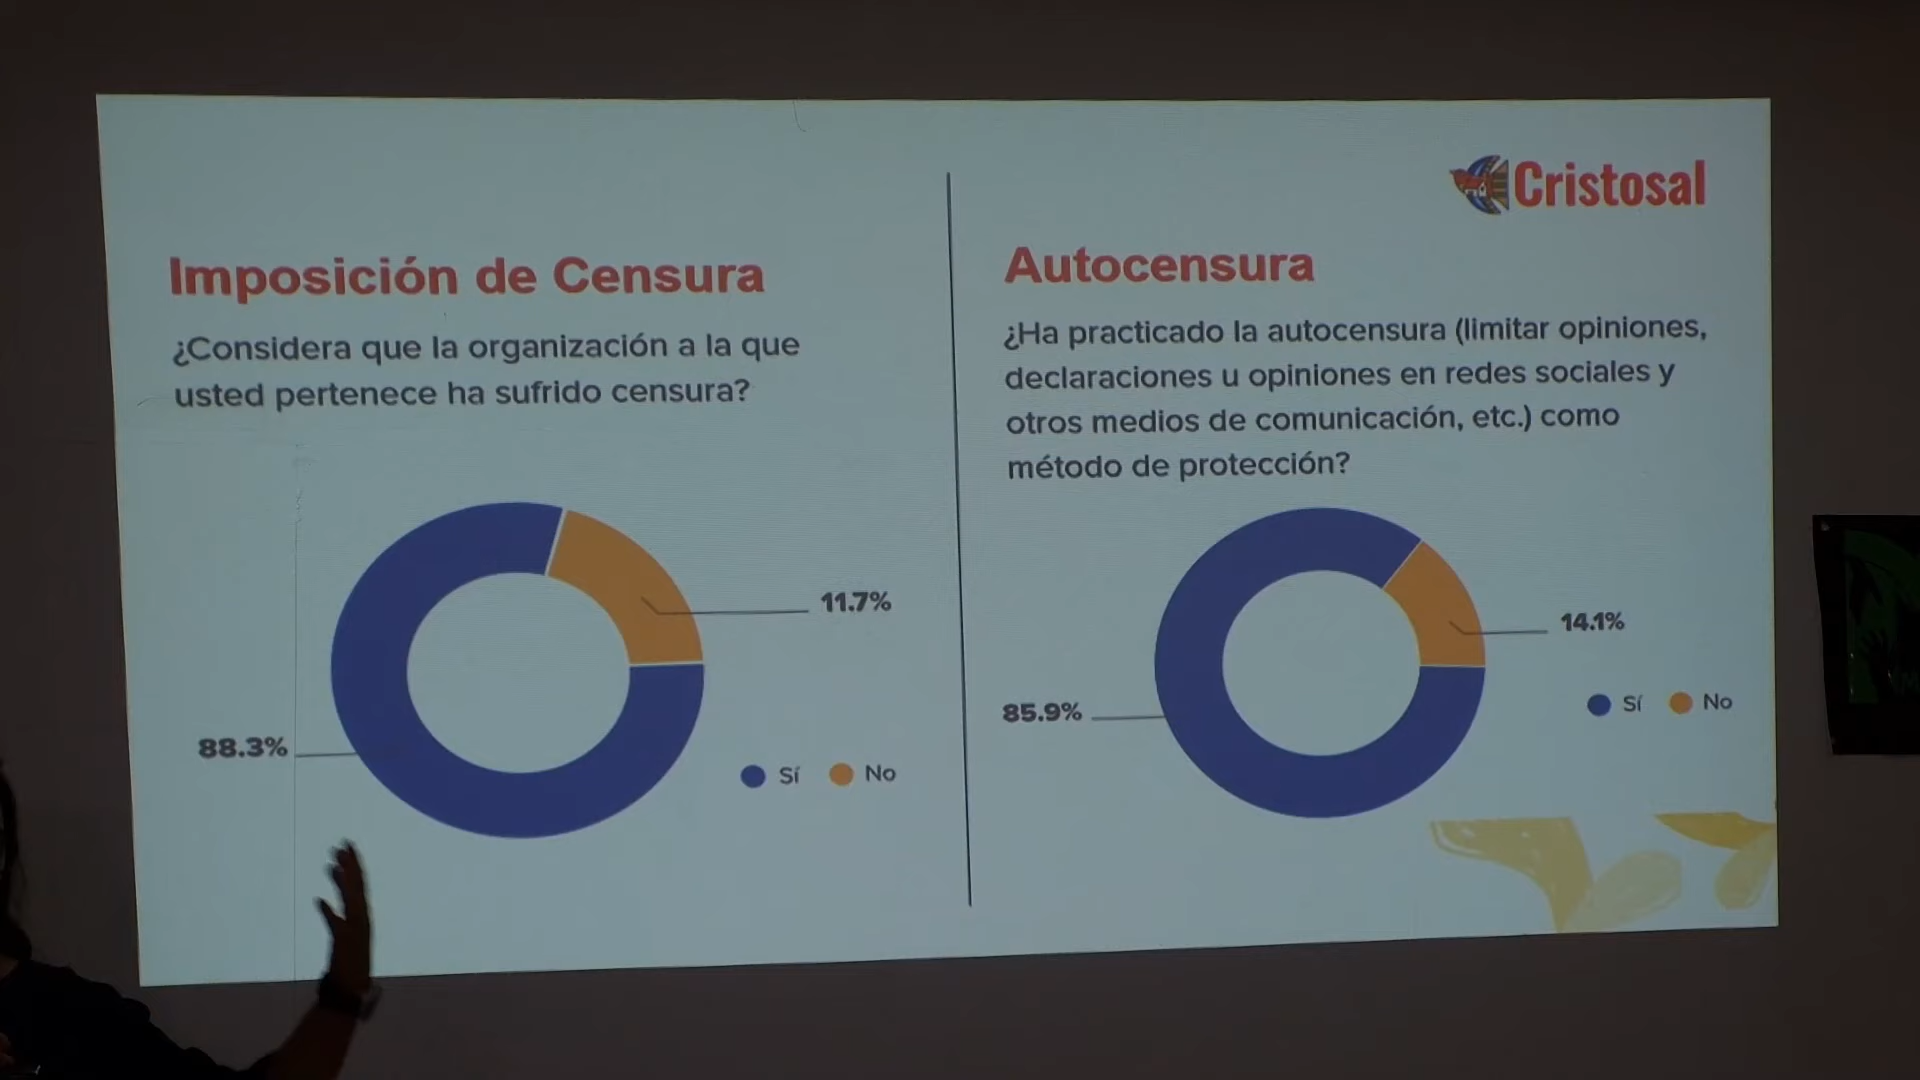 Cristosal
Imposición de Censura
¿Considera que la organización a la que
usted pertenece ha sufrido censura?
11.7%
88.3%
Sí No
Autocensura
¿Ha practicado la autocensura (limitar opiniones,
declaraciones u opiniones en redes sociales y
otros medios de comunicación, etc.) como
método de protección?
14.1%
85.9%
Sí No